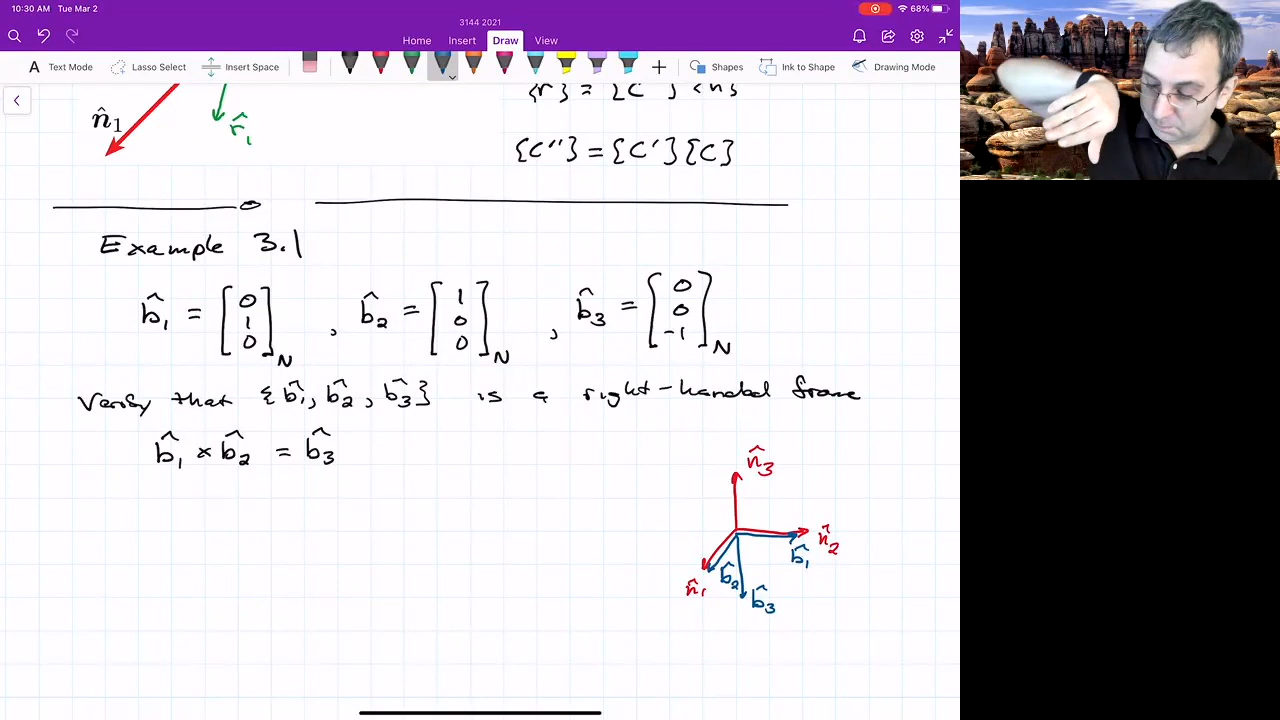 10:30 AM Tue Mar 2
68%
3144 2021
Home Insert Draw View
Text Mode Lasso Select Insert Space Shapes Ink to Shape Drawing Mode
n̂₁
r̂₁
{r} = [C ] {n}
{C''} = {C'}[C]
Example 3.1
b̂₁ = [0 1 0]N , b̂₂ = [1 0 0]N , b̂₃ = [0 0 -1]N
Verify that {b̂₁, b̂₂, b̂₃} is a right-handed frame
b̂₁ × b̂₂ = b̂₃
n̂₃
n̂₂
b̂₁
n̂₁ b̂₂
b̂₃